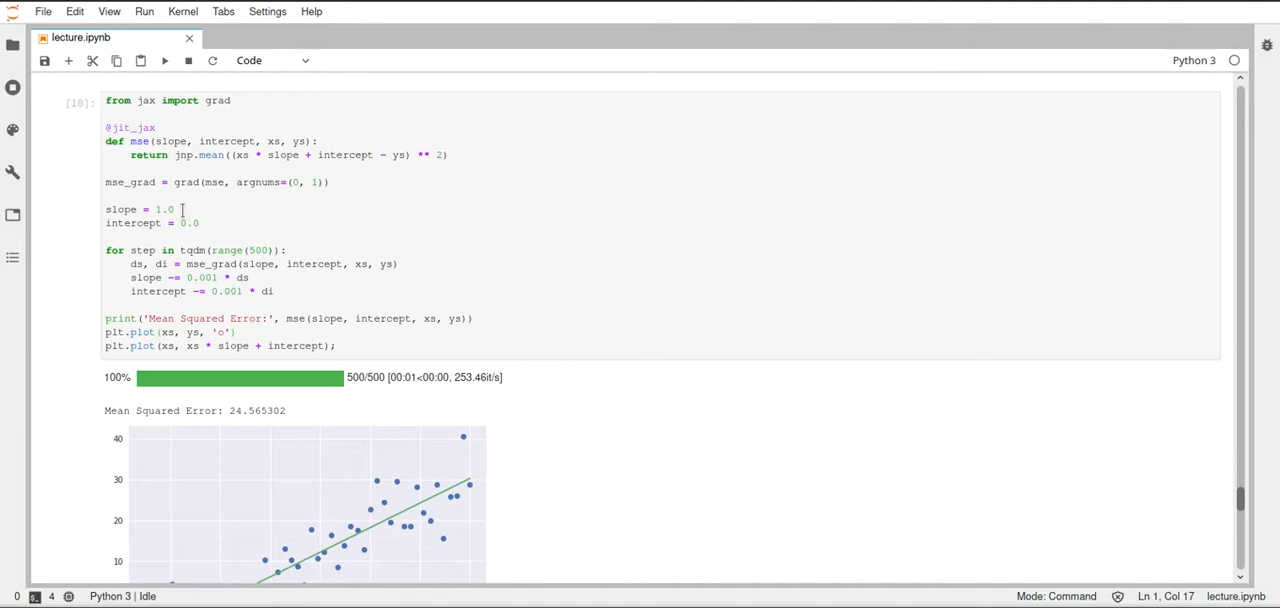 File Edit View Run Kernel Tabs Settings Help
lecture.ipynb
Code
Python 3
[10]:
from jax import grad
@jit_jax
def mse(slope, intercept, xs, ys):
return jnp.mean((xs * slope + intercept - ys) ** 2)
mse_grad = grad(mse, argnums=(0, 1))
slope = 1.0
intercept = 0.0
for step in tqdm(range(500)):
ds, di = mse_grad(slope, intercept, xs, ys)
slope -= 0.001 * ds
intercept -= 0.001 * di
print('Mean Squared Error:', mse(slope, intercept, xs, ys))
plt.plot(xs, ys, 'o')
plt.plot(xs, xs * slope + intercept);
100% 500/500 [00:01<00:00, 253.46it/s]
Mean Squared Error: 24.565302
40
30
20
10
0 4 Python 3 | Idle Mode: Command Ln 1, Col 17 lecture.ipynb